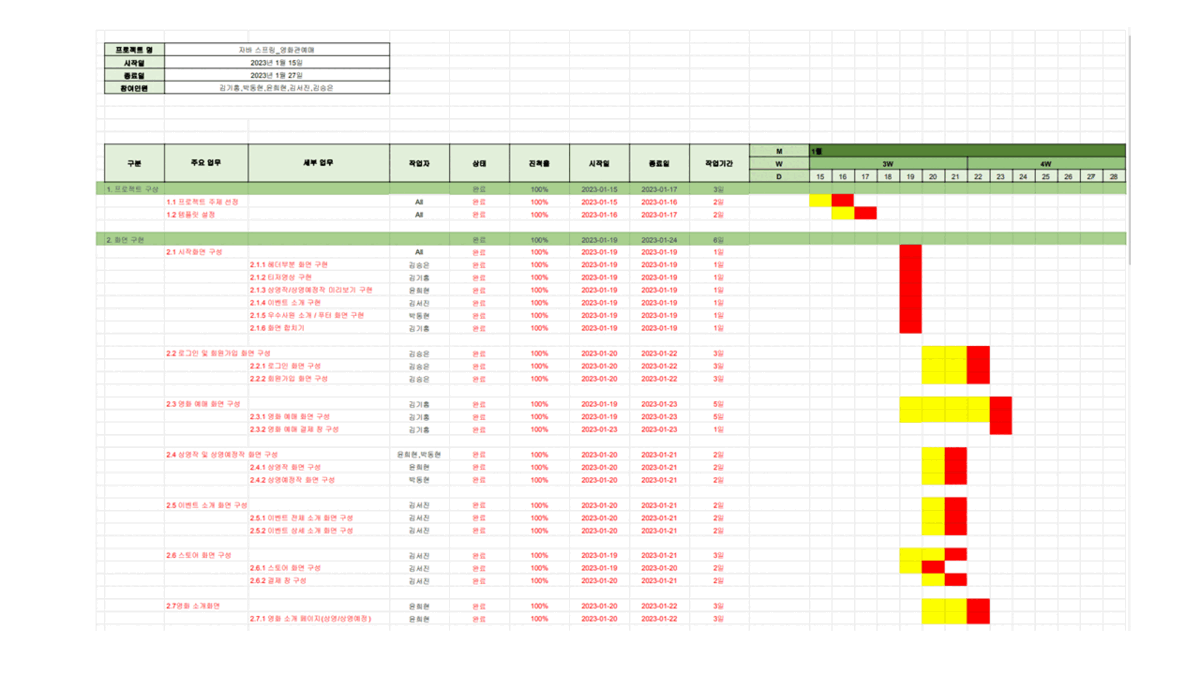 프로젝트 명 자바 스프링_영화관예매
시작일 2023년 1월 15일
종료일 2023년 1월 27일
참여인원 김기홍,박동현,윤희현,김서진,김승은
구분 주요 업무 세부 업무 작업자 상태 진척률 시작일 종료일 작업기간 M 1월
W 3W 4W
D 15 16 17 18 19 20 21 22 23 24 25 26 27 28
1. 프로젝트 구상 완료 100% 2023-01-15 2023-01-17 3일
1.1 프로젝트 주제 선정 All 완료 100% 2023-01-15 2023-01-16 2일
1.2 템플릿 설정 All 완료 100% 2023-01-16 2023-01-17 2일
2. 화면 구현 완료 100% 2023-01-19 2023-01-24 6일
2.1 시작화면 구성 All 완료 100% 2023-01-19 2023-01-19 1일
2.1.1 헤더부분 화면 구현 김승은 완료 100% 2023-01-19 2023-01-19 1일
2.1.2 티저영상 구현 김기홍 완료 100% 2023-01-19 2023-01-19 1일
2.1.3 상영작/상영예정작 미리보기 구현 윤희현 완료 100% 2023-01-19 2023-01-19 1일
2.1.4 이벤트 소개 구현 김서진 완료 100% 2023-01-19 2023-01-19 1일
2.1.5 우수사원 소개 / 푸터 화면 구현 박동현 완료 100% 2023-01-19 2023-01-19 1일
2.1.6 화면 합치기 김기홍 완료 100% 2023-01-19 2023-01-19 1일
2.2 로그인 및 회원가입 화면 구성 김승은 완료 100% 2023-01-20 2023-01-22 3일
2.2.1 로그인 화면 구성 김승은 완료 100% 2023-01-20 2023-01-22 3일
2.2.2 회원가입 화면 구성 김승은 완료 100% 2023-01-20 2023-01-22 3일
2.3 영화 예매 화면 구성 김기홍 완료 100% 2023-01-19 2023-01-23 5일
2.3.1 영화 예매 화면 구성 김기홍 완료 100% 2023-01-19 2023-01-23 5일
2.3.2 영화 예매 결제 창 구성 김기홍 완료 100% 2023-01-23 2023-01-23 1일
2.4 상영작 및 상영예정작 화면 구성 윤희현,박동현 완료 100% 2023-01-20 2023-01-21 2일
2.4.1 상영작 화면 구성 윤희현 완료 100% 2023-01-20 2023-01-21 2일
2.4.2 상영예정작 화면 구성 박동현 완료 100% 2023-01-20 2023-01-21 2일
2.5 이벤트 소개 화면 구성 김서진 완료 100% 2023-01-20 2023-01-21 2일
2.5.1 이벤트 전체 소개 화면 구성 김서진 완료 100% 2023-01-20 2023-01-21 2일
2.5.2 이벤트 상세 소개 화면 구성 김서진 완료 100% 2023-01-20 2023-01-21 2일
2.6 스토어 화면 구성 김서진 완료 100% 2023-01-19 2023-01-21 3일
2.6.1 스토어 화면 구성 김서진 완료 100% 2023-01-19 2023-01-20 2일
2.6.2 결제 창 구성 김서진 완료 100% 2023-01-20 2023-01-21 2일
2.7영화 소개화면 윤희현 완료 100% 2023-01-20 2023-01-22 3일
2.7.1 영화 소개 페이지(상영/상영예정) 윤희현 완료 100% 2023-01-20 2023-01-22 3일